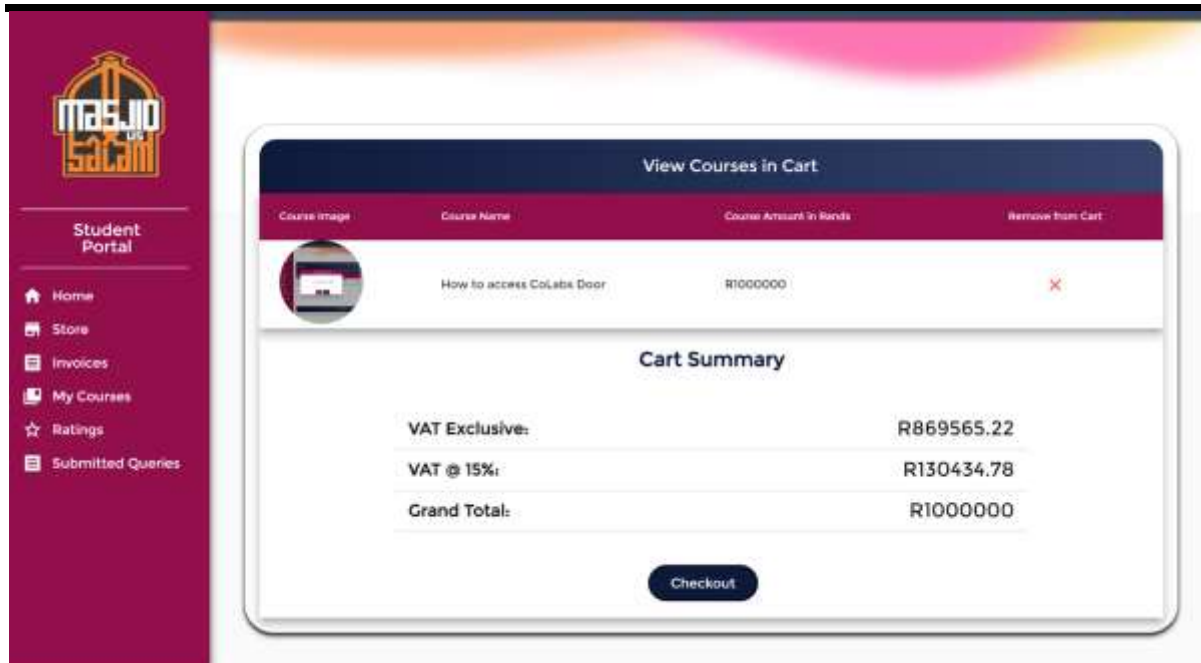 masjid
us
salam
Student
Portal
Home
Store
Invoices
My Courses
Ratings
Submitted Queries
View Courses in Cart
Course Image Course Name Course Amount in Rands Remove from Cart
How to access CoLabs Door R1000000
Cart Summary
VAT Exclusive: R869565.22
VAT @ 15%: R130434.78
Grand Total: R1000000
Checkout